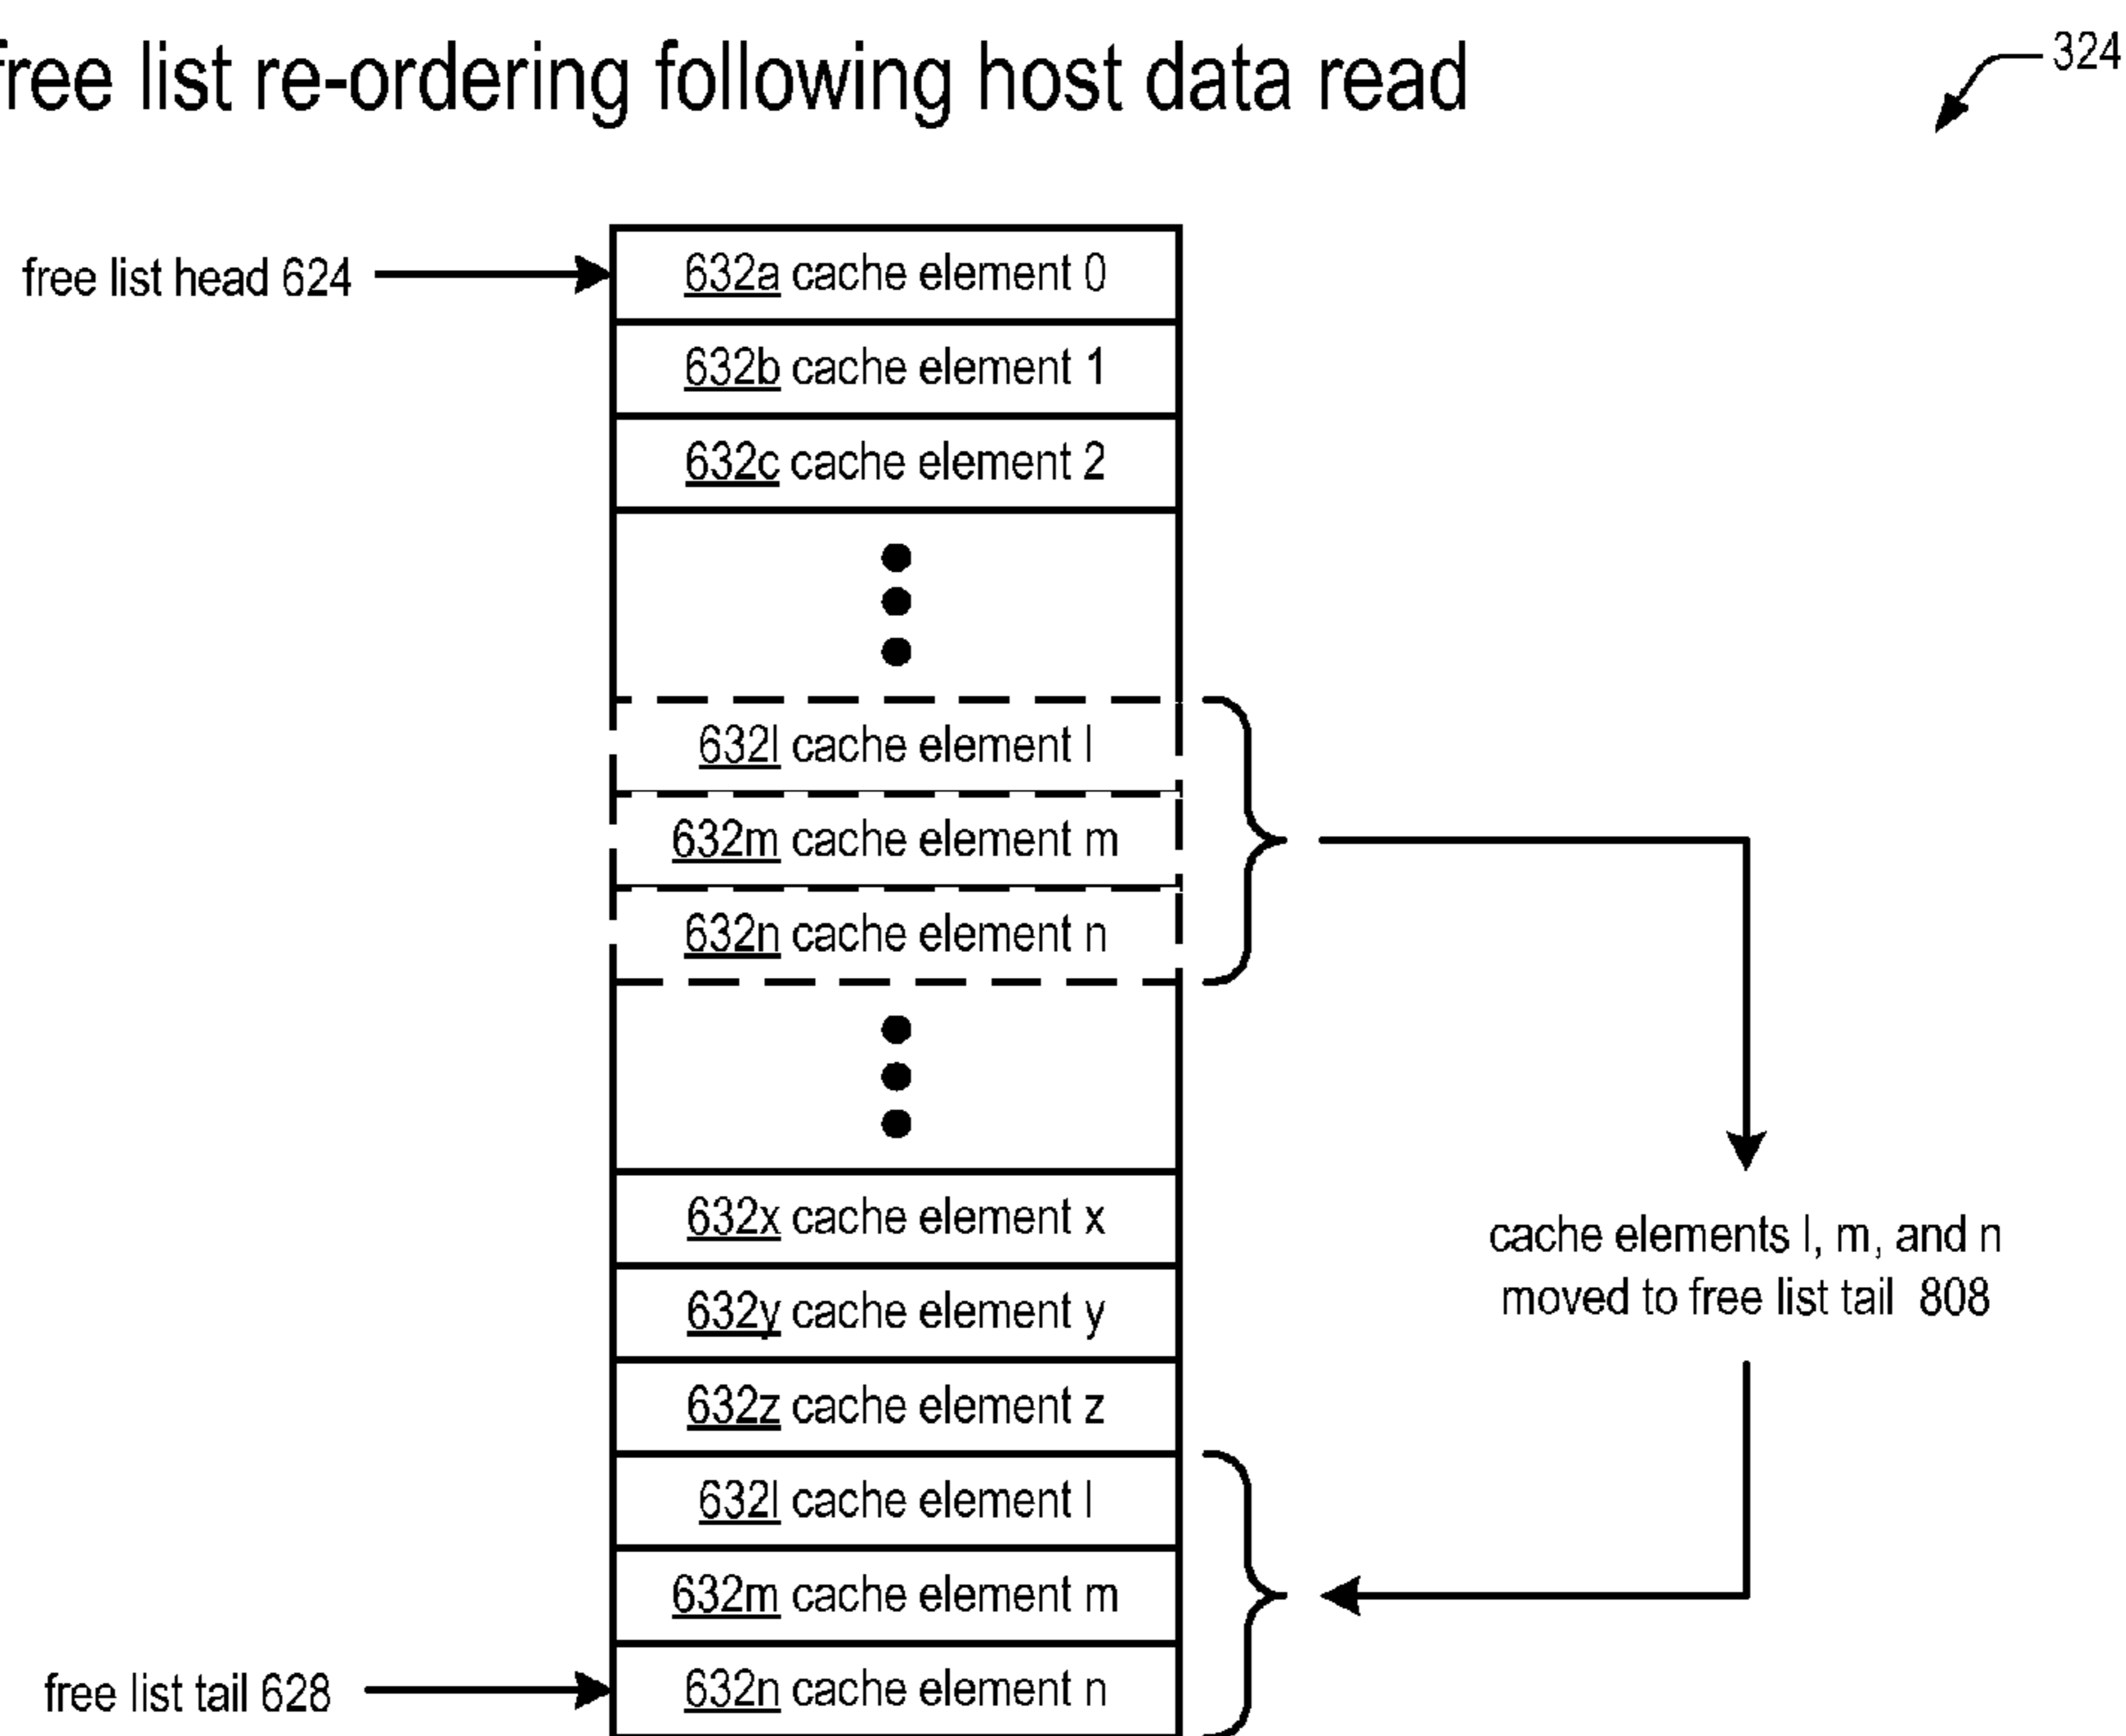 free list re-ordering following host data read
324
free list head 624
632a cache element 0
632b cache element 1
632c cache element 2
632l cache element l
632m cache element m
632n cache element n
632x cache element x
632y cache element y
632z cache element z
cache elements l, m, and n
moved to free list tail 808
632l cache element l
632m cache element m
free list tail 628
632n cache element n